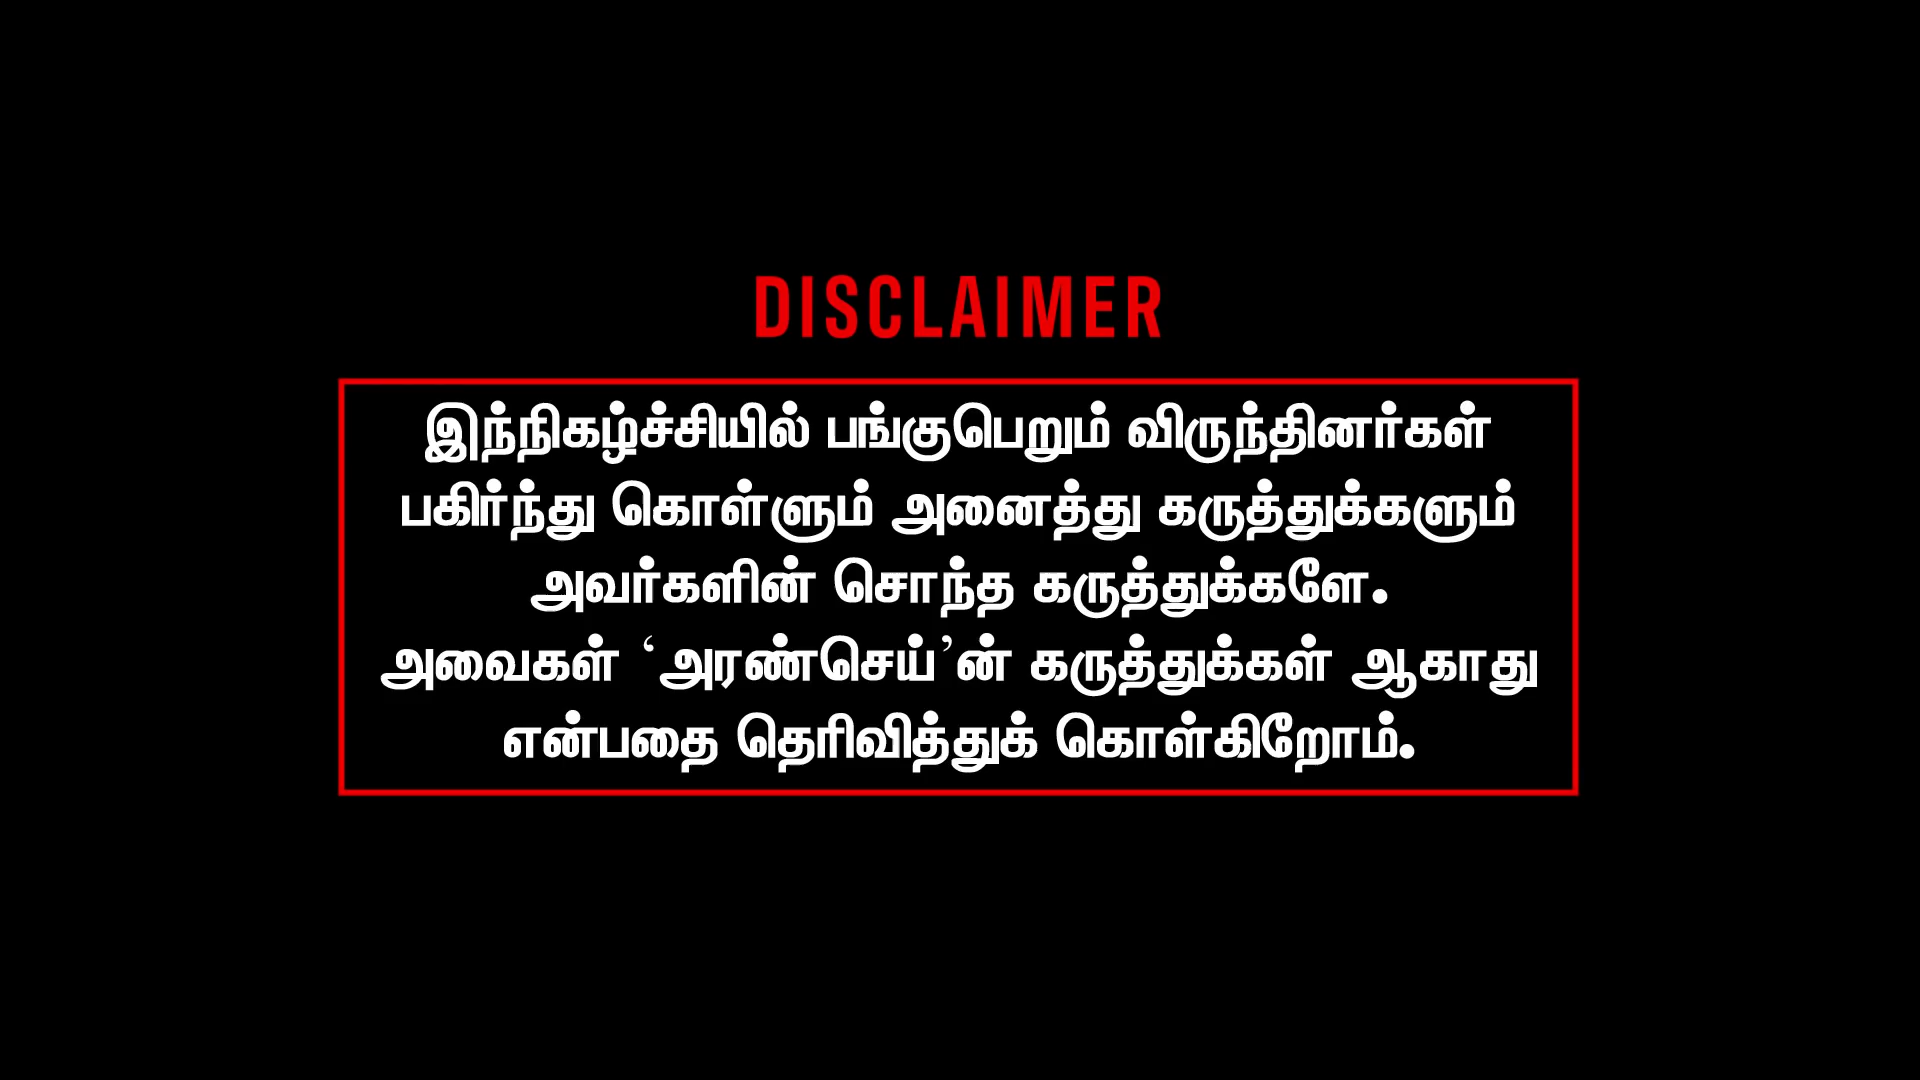 DISCLAIMER
இந்நிகழ்ச்சியில் பங்குபெறும் விருந்தினர்கள்
பகிர்ந்து கொள்ளும் அனைத்து கருத்துக்களும்
அவர்களின் சொந்த கருத்துக்களே.
அவைகள் ‘அரண்செய்’ன் கருத்துக்கள் ஆகாது
என்பதை தெரிவித்துக் கொள்கிறோம்.